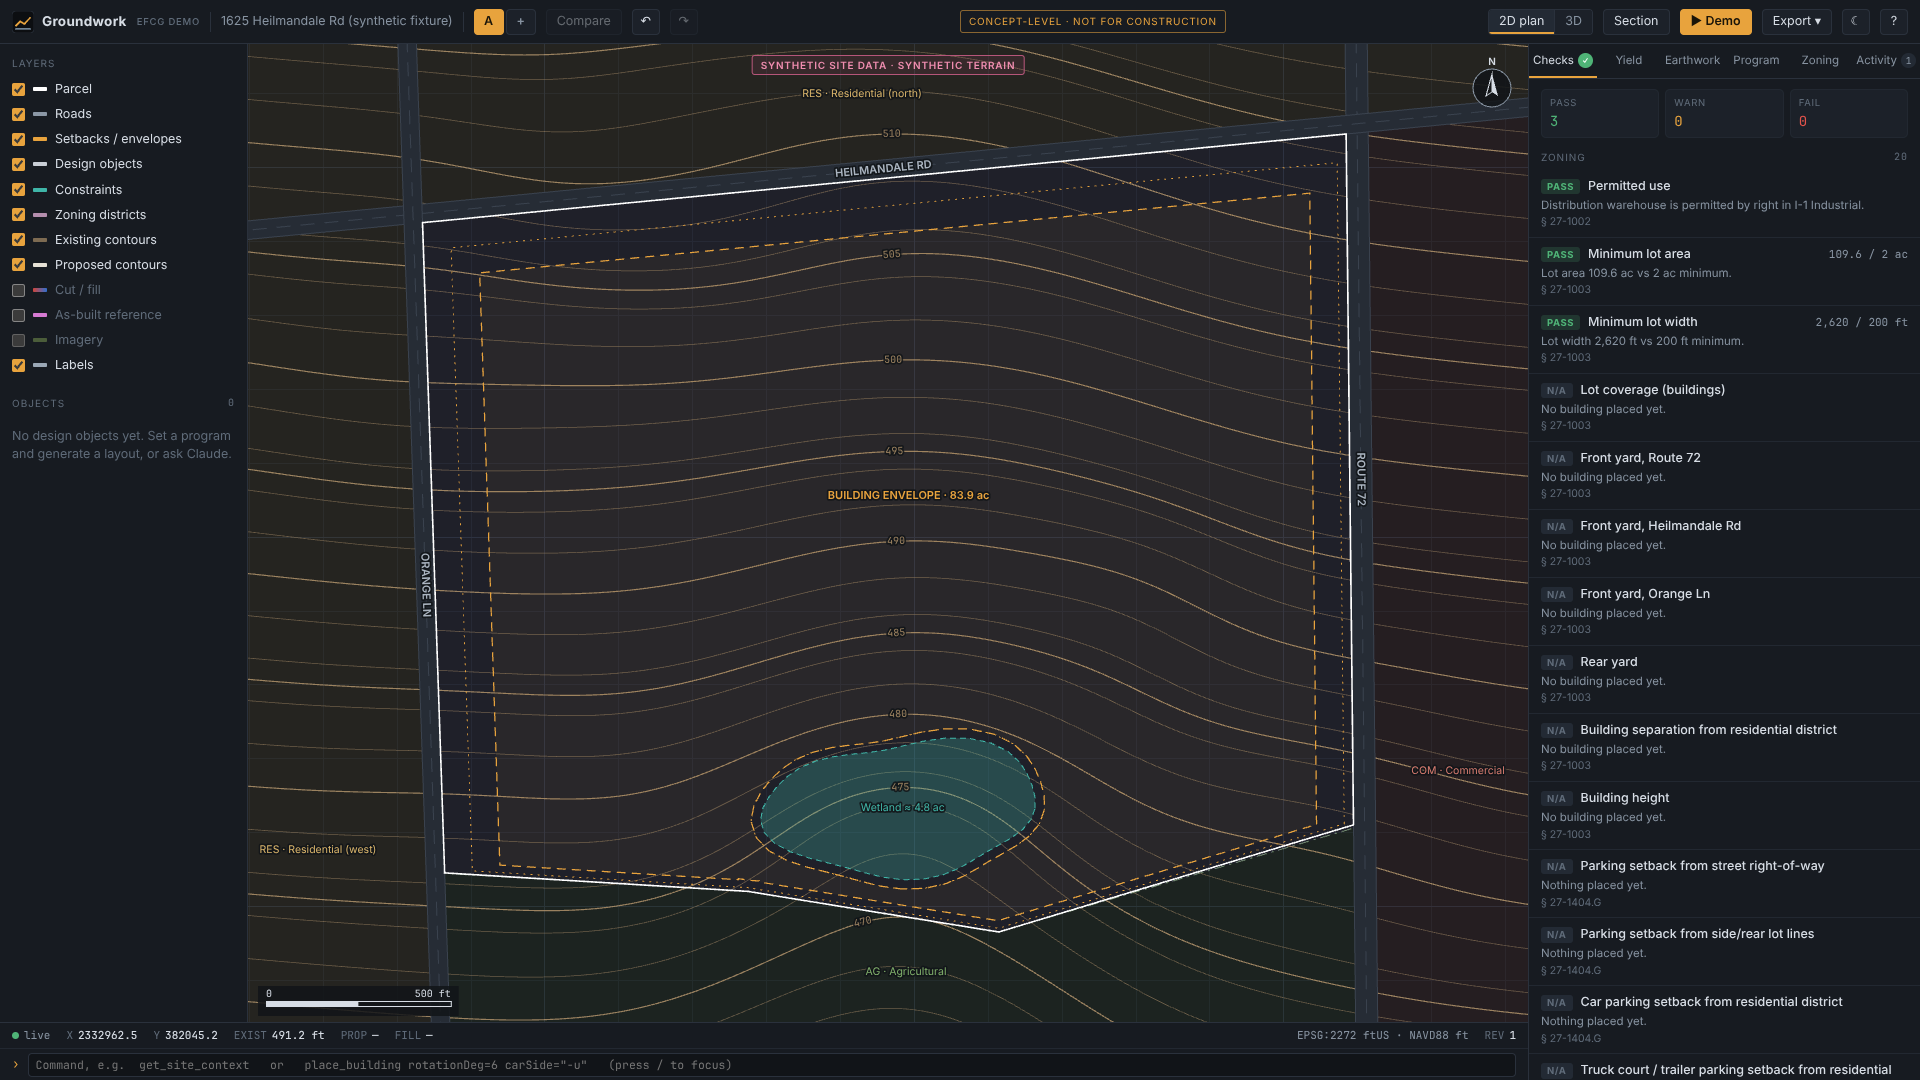 Groundwork EFCG DEMO 1625 Heilmandale Rd (synthetic fixture) A + Compare ↶ ↷ CONCEPT-LEVEL · NOT FOR CONSTRUCTION 2D plan 3D Section ▶ Demo Export ▾ ☾ ?
LAYERS
Parcel
Roads
Setbacks / envelopes
Design objects
Constraints
Zoning districts
Existing contours
Proposed contours
Cut / fill
As-built reference
Imagery
Labels
OBJECTS 0
No design objects yet. Set a program
and generate a layout, or ask Claude.
SYNTHETIC SITE DATA · SYNTHETIC TERRAIN
N
RES · Residential (north)
510
HEILMANDALE RD
505
500
495
ROUTE 72
BUILDING ENVELOPE · 83.9 ac
490
ORANGE LN
485
480
COM · Commercial
475
Wetland ≈ 4.8 ac
RES · Residential (west)
470
AG · Agricultural
0 500 ft
Checks ✓ Yield Earthwork Program Zoning Activity 1
PASS WARN FAIL
3 0 0
ZONING 20
PASS Permitted use
Distribution warehouse is permitted by right in I-1 Industrial.
§ 27-1002
PASS Minimum lot area 109.6 / 2 ac
Lot area 109.6 ac vs 2 ac minimum.
§ 27-1003
PASS Minimum lot width 2,620 / 200 ft
Lot width 2,620 ft vs 200 ft minimum.
§ 27-1003
N/A Lot coverage (buildings)
No building placed yet.
§ 27-1003
N/A Front yard, Route 72
No building placed yet.
§ 27-1003
N/A Front yard, Heilmandale Rd
No building placed yet.
§ 27-1003
N/A Front yard, Orange Ln
No building placed yet.
§ 27-1003
N/A Rear yard
No building placed yet.
§ 27-1003
N/A Building separation from residential district
No building placed yet.
§ 27-1003
N/A Building height
No building placed yet.
§ 27-1003
N/A Parking setback from street right-of-way
Nothing placed yet.
§ 27-1404.G
N/A Parking setback from side/rear lot lines
Nothing placed yet.
§ 27-1404.G
N/A Car parking setback from residential district
Nothing placed yet.
§ 27-1404.G
N/A Truck court / trailer parking setback from residential
live X 2332962.5 Y 382045.2 EXIST 491.2 ft PROP — FILL — EPSG:2272 ftUS · NAVD88 ft REV 1
› Command, e.g. get_site_context or place_building rotationDeg=6 carSide="-u" (press / to focus)